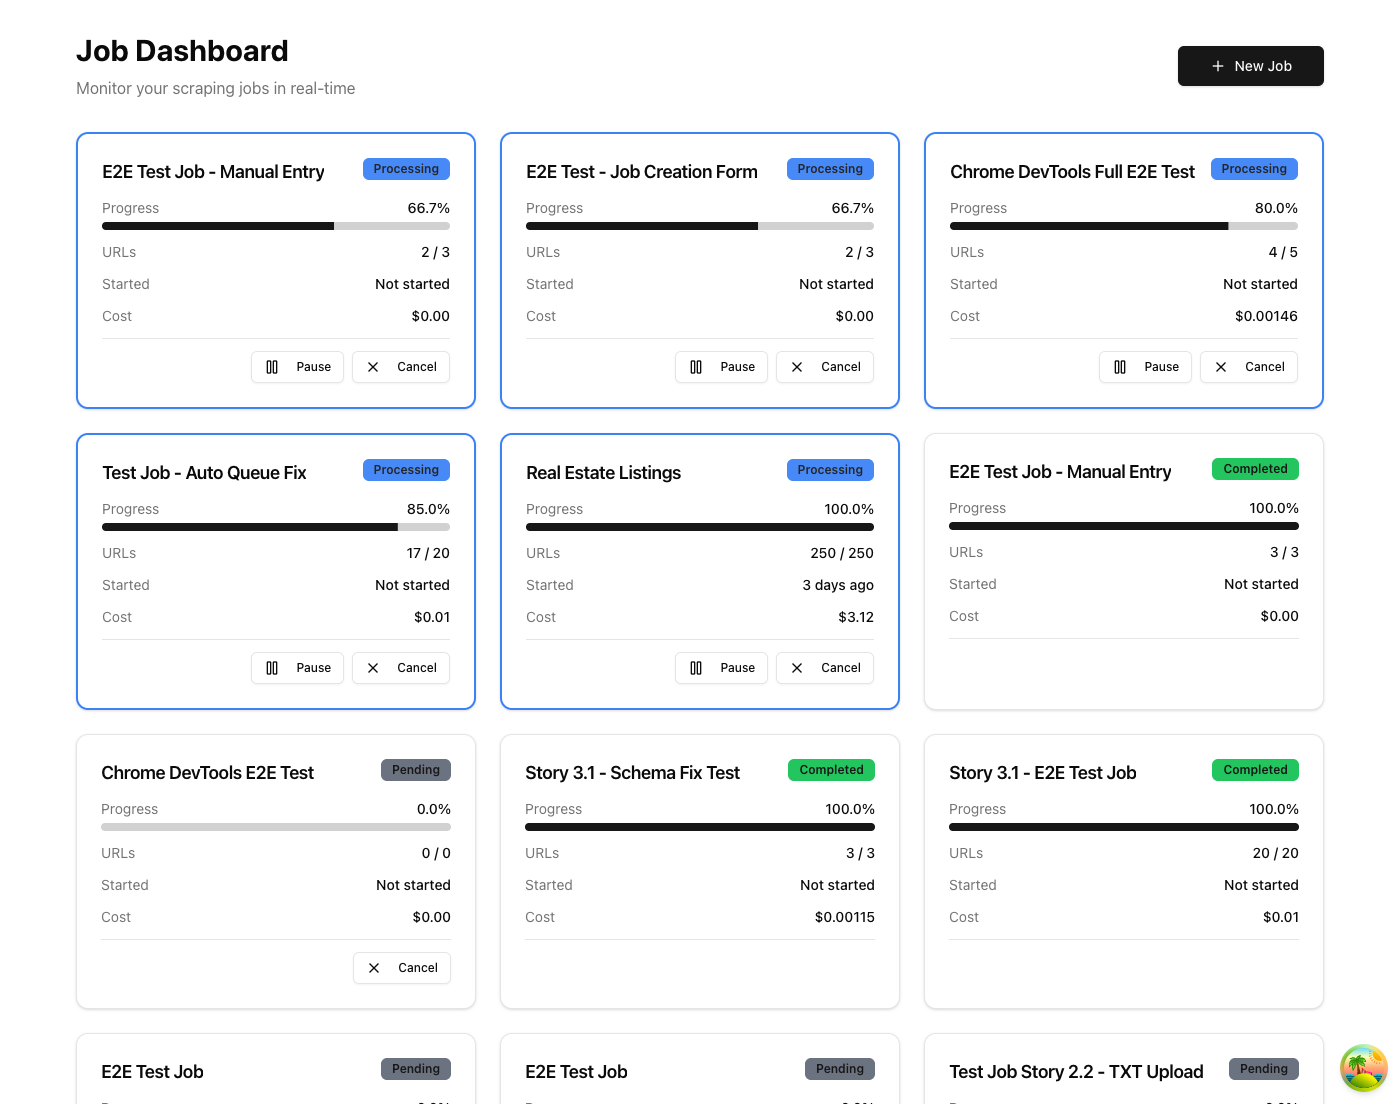 Job Dashboard
Monitor your scraping jobs in real-time
+ New Job
E2E Test Job - Manual Entry
Processing
Progress 66.7%
URLs 2 / 3
Started Not started
Cost $0.00
Pause
Cancel
E2E Test - Job Creation Form
Processing
Progress 66.7%
URLs 2 / 3
Started Not started
Cost $0.00
Pause
Cancel
Chrome DevTools Full E2E Test
Processing
Progress 80.0%
URLs 4 / 5
Started Not started
Cost $0.00146
Pause
Cancel
Test Job - Auto Queue Fix
Processing
Progress 85.0%
URLs 17 / 20
Started Not started
Cost $0.01
Pause
Cancel
Real Estate Listings
Processing
Progress 100.0%
URLs 250 / 250
Started 3 days ago
Cost $3.12
Pause
Cancel
E2E Test Job - Manual Entry
Completed
Progress 100.0%
URLs 3 / 3
Started Not started
Cost $0.00
Chrome DevTools E2E Test
Pending
Progress 0.0%
URLs 0 / 0
Started Not started
Cost $0.00
Cancel
Story 3.1 - Schema Fix Test
Completed
Progress 100.0%
URLs 3 / 3
Started Not started
Cost $0.00115
Story 3.1 - E2E Test Job
Completed
Progress 100.0%
URLs 20 / 20
Started Not started
Cost $0.01
E2E Test Job
Pending
E2E Test Job
Pending
Test Job Story 2.2 - TXT Upload
Pending